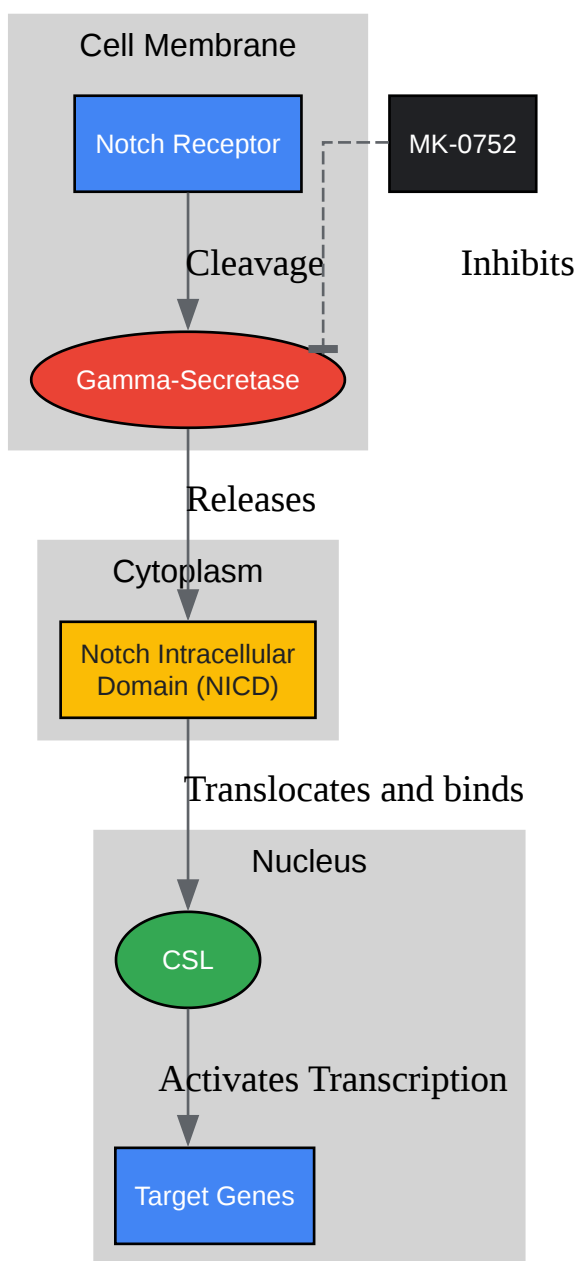 Cell Membrane
Notch Receptor
MK-0752
Cleavage
Inhibits
Gamma-Secretase
Releases
Cytoplasm
Notch Intracellular
Domain (NICD)
Translocates and binds
Nucleus
CSL
Activates Transcription
Target Genes